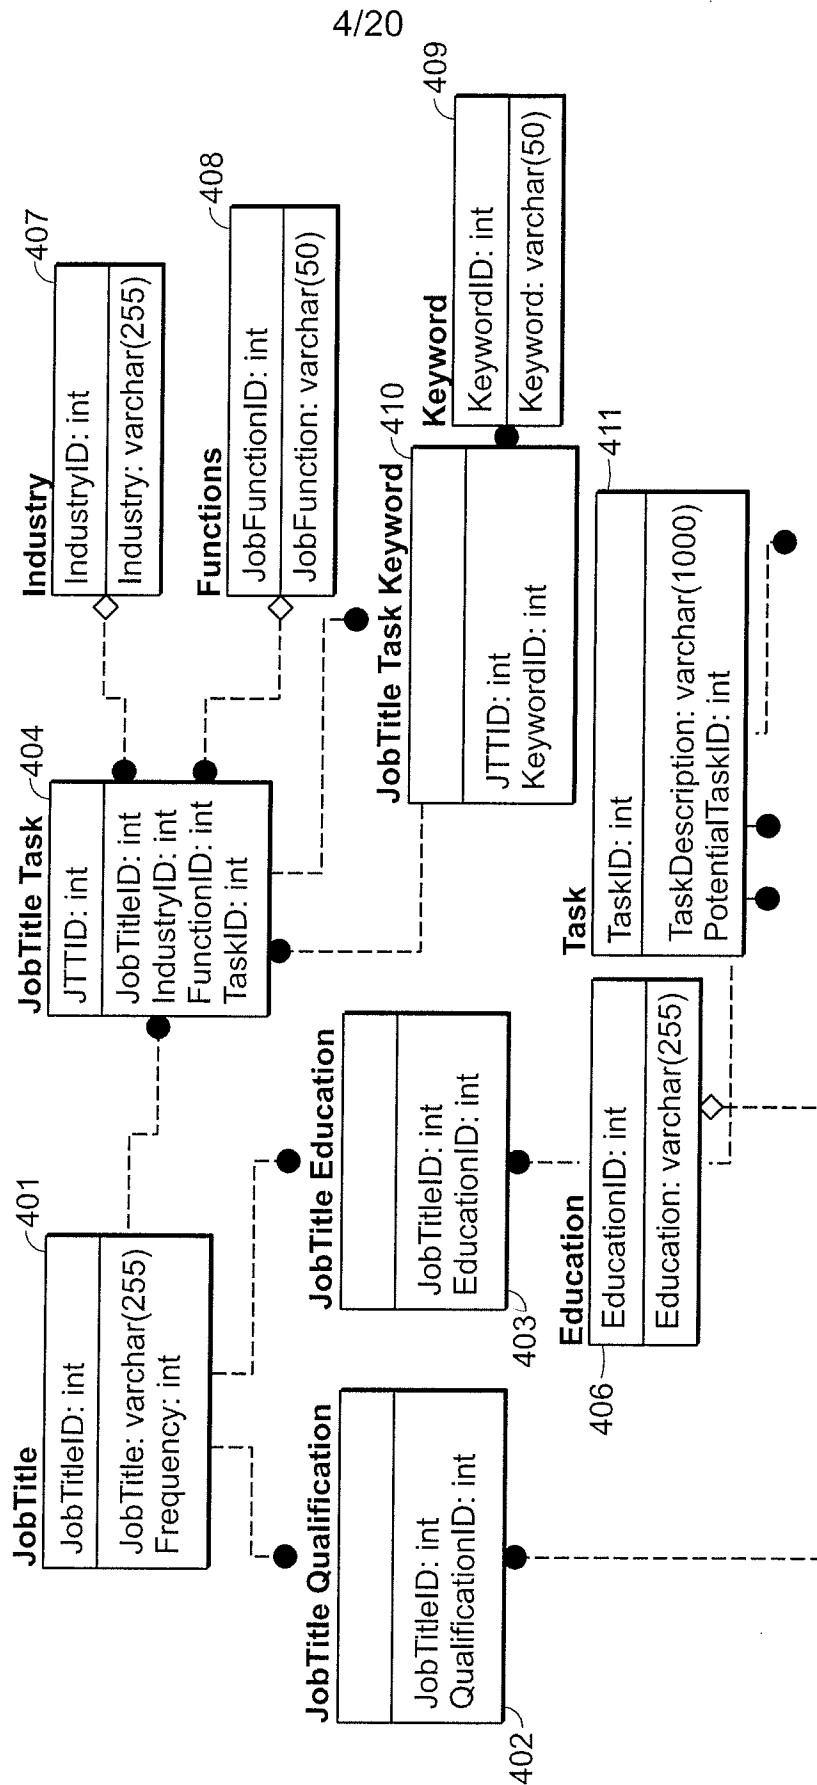 4/20
JobTitle
401
JobTitleID: int
JobTitle: varchar(255)
Frequency: int
JobTitle Task
404
JTTID: int
JobTitleID: int
IndustryID: int
FunctionID: int
TaskID: int
Industry
407
IndustryID: int
Industry: varchar(255)
Functions
408
JobFunctionID: int
JobFunction: varchar(50)
JobTitle Qualification
402
JobTitleID: int
QualificationID: int
JobTitle Education
403
JobTitleID: int
EducationID: int
JobTitle Task Keyword
410
JTTID: int
KeywordID: int
Keyword
409
KeywordID: int
Keyword: varchar(50)
Education
406
EducationID: int
Education: varchar(255)
Task
411
TaskID: int
TaskDescription: varchar(1000)
PotentialTaskID: int